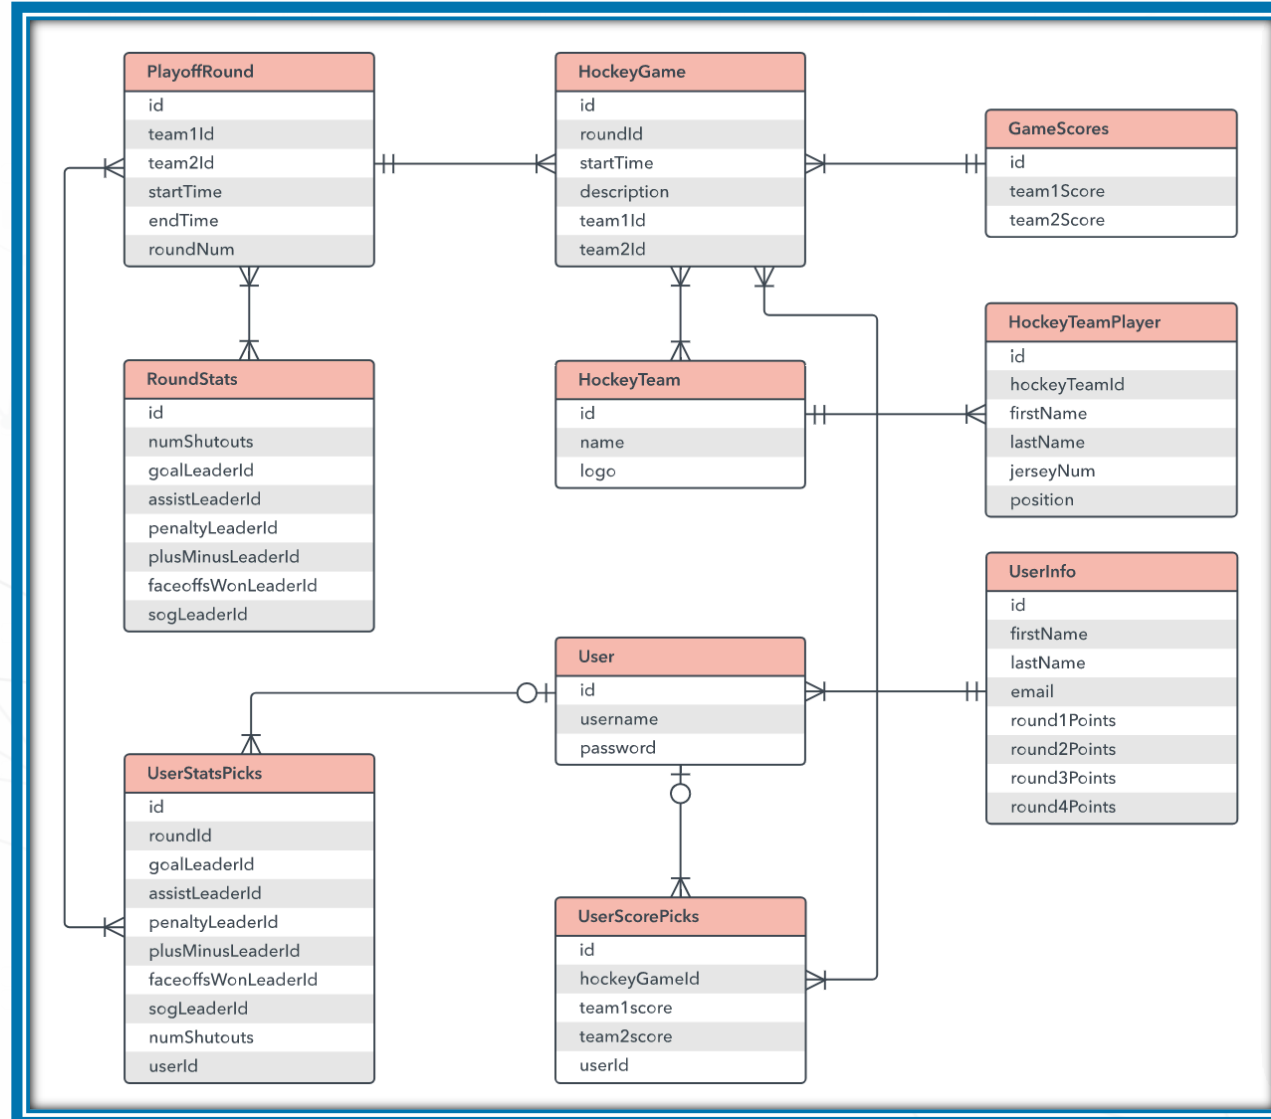 PlayoffRound
id
team1Id
team2Id
startTime
endTime
roundNum
HockeyGame
id
roundId
startTime
description
team1Id
team2Id
GameScores
id
team1Score
team2Score
HockeyTeamPlayer
id
hockeyTeamId
firstName
lastName
jerseyNum
position
RoundStats
id
numShutouts
goalLeaderId
assistLeaderId
penaltyLeaderId
plusMinusLeaderId
faceoffsWonLeaderId
sogLeaderId
HockeyTeam
id
name
logo
UserInfo
id
firstName
lastName
email
round1Points
round2Points
round3Points
round4Points
User
id
username
password
UserStatsPicks
id
roundId
goalLeaderId
assistLeaderId
penaltyLeaderId
plusMinusLeaderId
faceoffsWonLeaderId
sogLeaderId
numShutouts
userId
UserScorePicks
id
hockeyGameId
team1score
team2score
userId